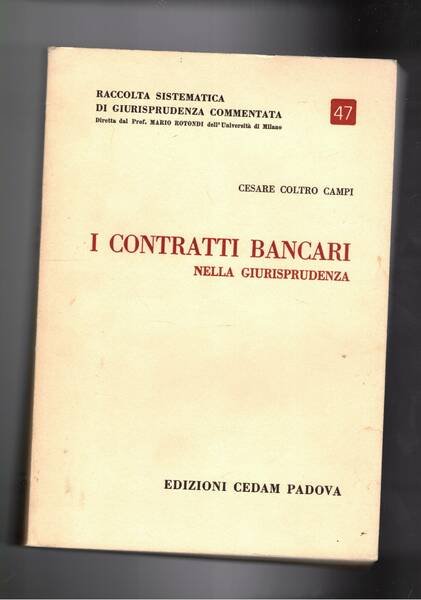 RACCOLTA SISTEMATICA
DI GIURISPRUDENZA COMMENTATA
Diretta dal Prof. MARIO ROTONDI dell'Università di Milano
47
CESARE COLTRO CAMPI
I CONTRATTI BANCARI
NELLA GIURISPRUDENZA
EDIZIONI CEDAM PADOVA